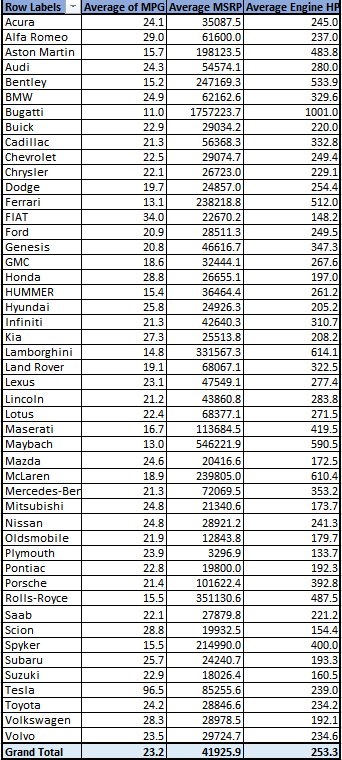 Row Labels Average of MPG Average MSRP Average Engine HP
Acura 24.1 35087.5 245.0
Alfa Romeo 29.0 61600.0 237.0
Aston Martin 15.7 198123.5 483.8
Audi 24.3 54574.1 280.0
Bentley 15.2 247169.3 533.9
BMW 24.9 62162.6 329.6
Bugatti 11.0 1757223.7 1001.0
Buick 22.9 29034.2 220.0
Cadillac 21.3 56368.3 332.8
Chevrolet 22.5 29074.7 249.4
Chrysler 22.1 26723.0 229.1
Dodge 19.7 24857.0 254.4
Ferrari 13.1 238218.8 512.0
FIAT 34.0 22670.2 148.2
Ford 20.9 28511.3 249.5
Genesis 20.8 46616.7 347.3
GMC 18.6 32444.1 267.6
Honda 28.8 26655.1 197.0
HUMMER 15.4 36464.4 261.2
Hyundai 25.8 24926.3 205.2
Infiniti 21.3 42640.3 310.7
Kia 27.3 25513.8 208.2
Lamborghini 14.8 331567.3 614.1
Land Rover 19.1 68067.1 322.5
Lexus 23.1 47549.1 277.4
Lincoln 21.2 43860.8 283.8
Lotus 22.4 68377.1 271.5
Maserati 16.7 113684.5 419.5
Maybach 13.0 546221.9 590.5
Mazda 24.6 20416.6 172.5
McLaren 18.9 239805.0 610.4
Mercedes-Ben 21.3 72069.5 353.2
Mitsubishi 24.8 21340.6 173.7
Nissan 24.8 28921.2 241.3
Oldsmobile 21.9 12843.8 179.7
Plymouth 23.9 3296.9 133.7
Pontiac 22.8 19800.0 192.3
Porsche 21.4 101622.4 392.8
Rolls-Royce 15.5 351130.6 487.5
Saab 22.1 27879.8 221.2
Scion 28.8 19932.5 154.4
Spyker 15.5 214990.0 400.0
Subaru 25.7 24240.7 193.3
Suzuki 22.9 18026.4 160.5
Tesla 96.5 85255.6 239.0
Toyota 24.2 28846.6 234.2
Volkswagen 28.3 28978.5 192.1
Volvo 23.5 29724.7 234.6
Grand Total 23.2 41925.9 253.3